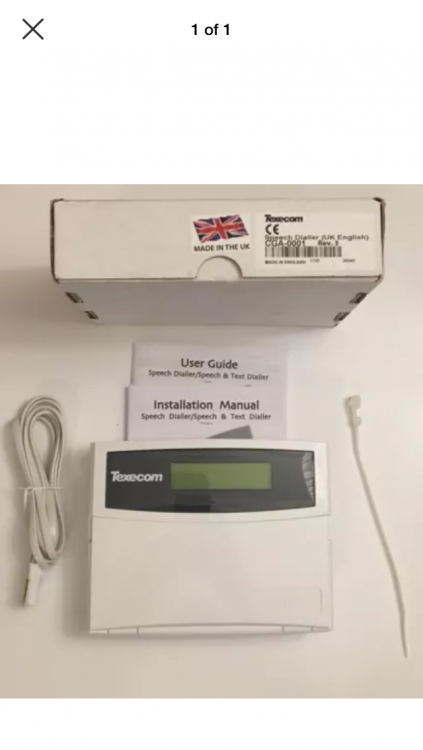 1 of 1
MADE IN THE UK
Texecom
CE
Speech Dialler (UK English)
CGA-0001 Rev. 3
MADE IN ENGLAND
User Guide
Speech Dialler/Speech & Text Dialler
Installation Manual
Speech Dialler/Speech & Text Dialler
Texecom